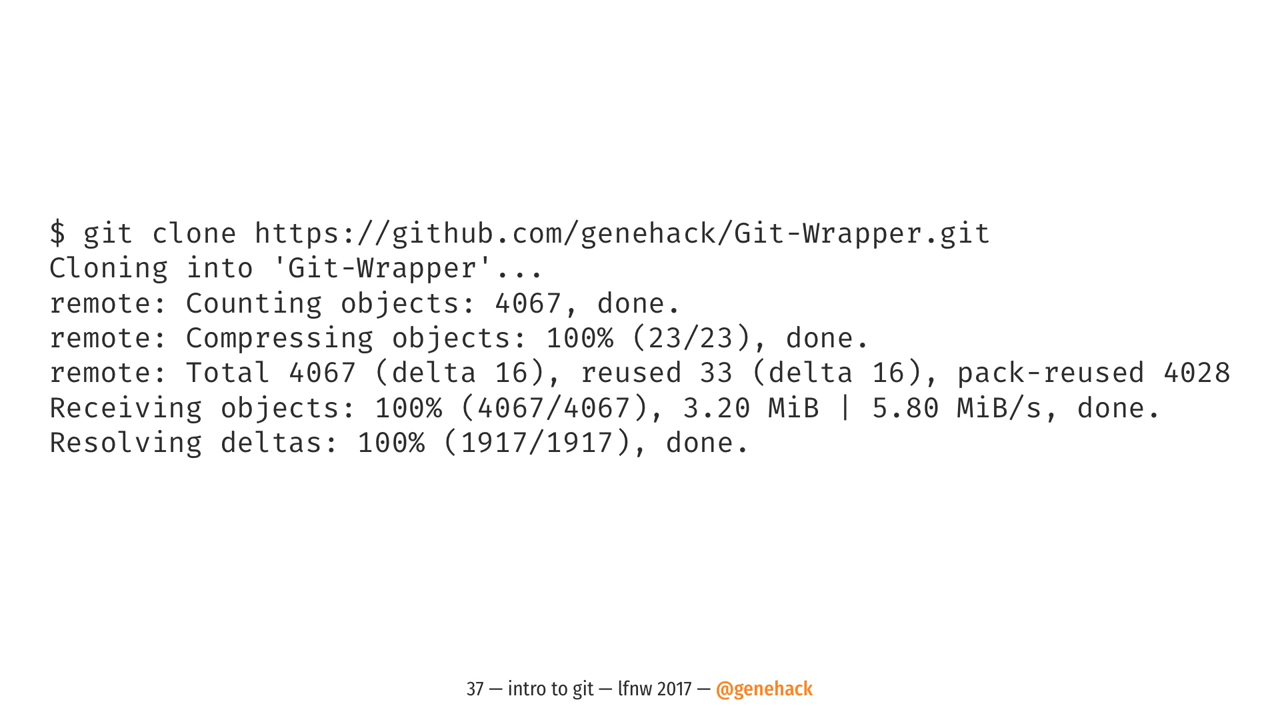 $ git clone https://github.com/genehack/Git-Wrapper.git
Cloning into 'Git-Wrapper'...
remote: Counting objects: 4067, done.
remote: Compressing objects: 100% (23/23), done.
remote: Total 4067 (delta 16), reused 33 (delta 16), pack-reused 4028
Receiving objects: 100% (4067/4067), 3.20 MiB | 5.80 MiB/s, done.
Resolving deltas: 100% (1917/1917), done.
37 — intro to git — lfnw 2017 — @genehack